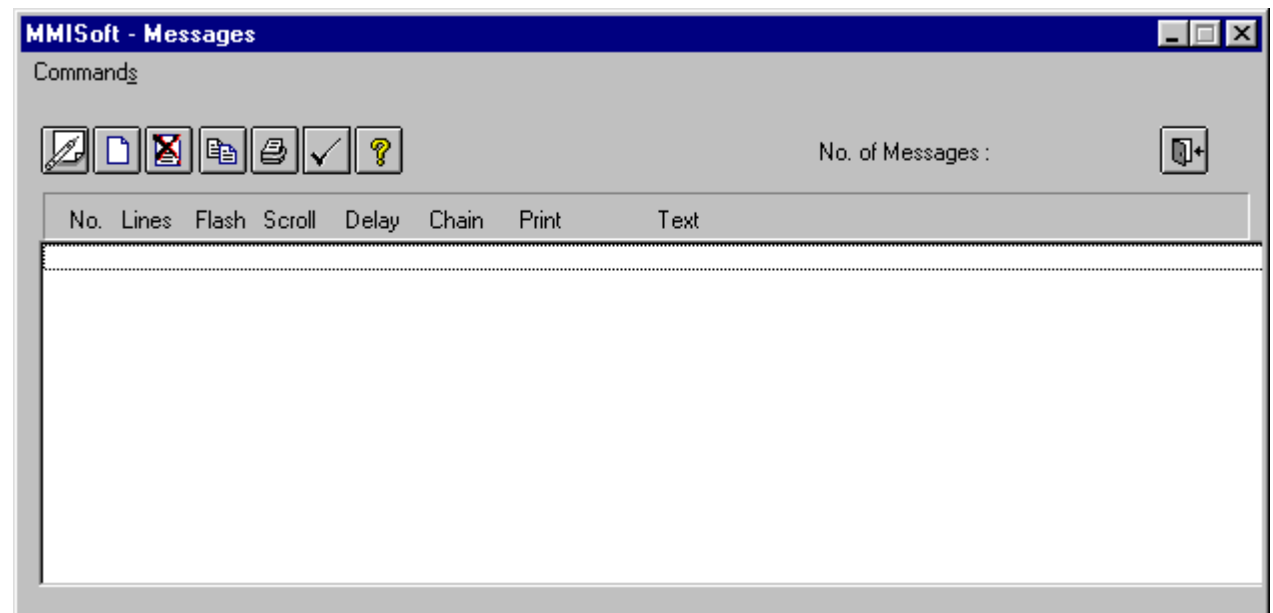 MMISoft - Messages
Commands
No. of Messages :
No. Lines Flash Scroll Delay Chain Print Text